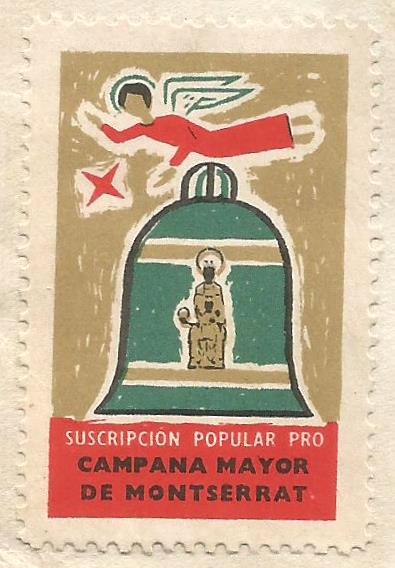 SUSCRIPCIÓN POPULAR PRO
CAMPANA MAYOR
DE MONTSERRAT